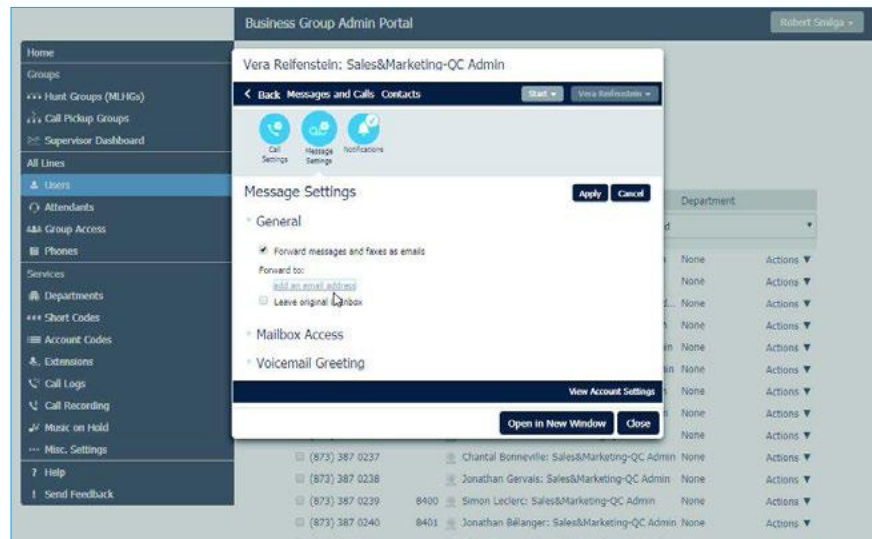 Business Group Admin Portal
Robert Smilga
Home
Groups
Hunt Groups (MLHGs)
Call Pickup Groups
Supervisor Dashboard
All Lines
Users
Attendants
Group Access
Phones
Services
Departments
Short Codes
Account Codes
Extensions
Call Logs
Call Recording
Music on Hold
Misc. Settings
? Help
! Send Feedback
Vera Reifenstein: Sales&Marketing-QC Admin
Back Messages and Calls Contacts Start Vera Reifenstein
Call Settings
Message Settings
Notifications
Message Settings Apply Cancel
General
Forward messages and faxes as emails
Forward to:
add an email address
Leave original in inbox
Mailbox Access
Voicemail Greeting
View Account Settings
Open in New Window Close
Department
None Actions ▼
None Actions ▼
None Actions ▼
None Actions ▼
None Actions ▼
None Actions ▼
None Actions ▼
None Actions ▼
None Actions ▼
(873) 387 0237 Chantal Bonneville: Sales&Marketing-QC Admin None Actions ▼
(873) 387 0238 Jonathan Gervais: Sales&Marketing-QC Admin None Actions ▼
(873) 387 0239 8400 Simon Leclerc: Sales&Marketing-QC Admin None Actions ▼
(873) 387 0240 8401 Jonathan Bélanger: Sales&Marketing-QC Admin None Actions ▼